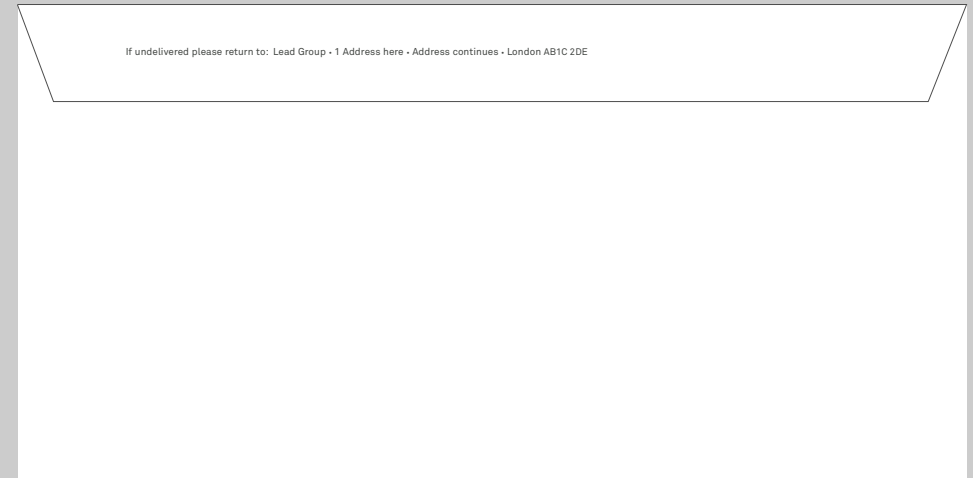 If undelivered please return to: Lead Group • 1 Address here • Address continues • London AB1C 2DE